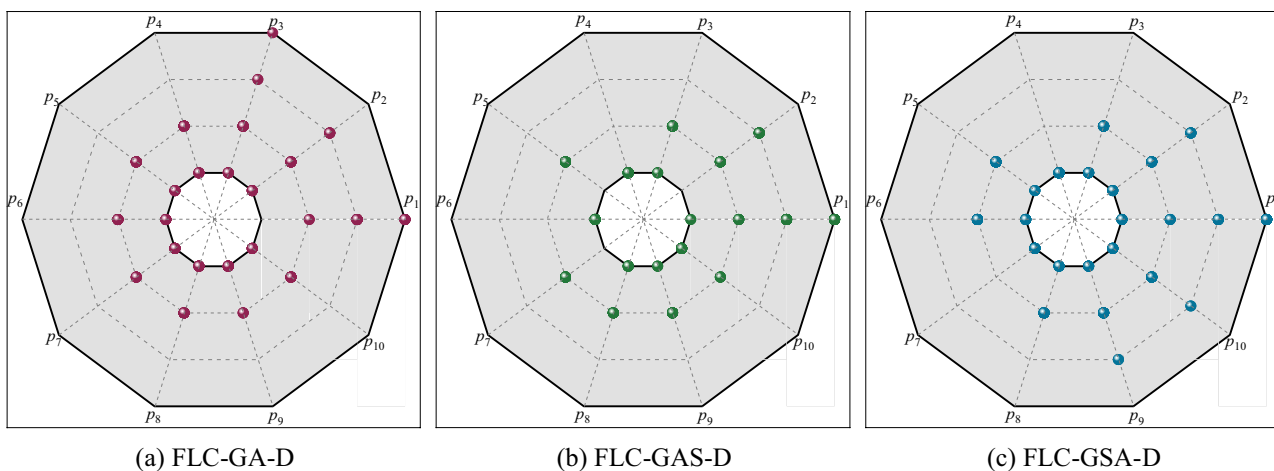 p4 p3 p4 p3 p4 p3
p5 p2 p5 p2 p5 p2
p6 p1 p6 p1 p6 p1
p7 p10 p7 p10 p7 p10
p8 p9 p8 p9 p8 p9
(a) FLC-GA-D (b) FLC-GAS-D (c) FLC-GSA-D